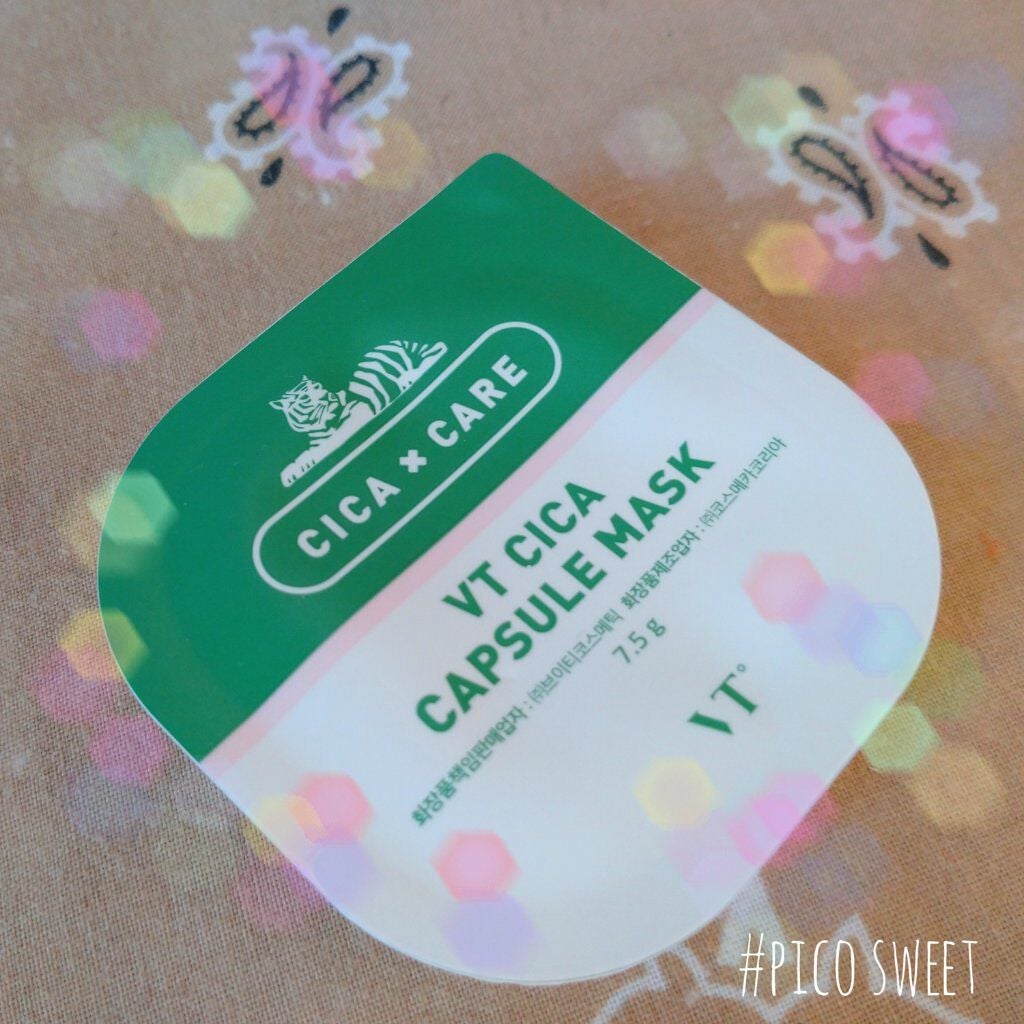 CICA × CARE
VT CICA
CAPSULE MASK
화장품책임판매업자 : ㈜브이티코스메틱 화장품제조업자 : ㈜코스메카코리아
7.5 g
VT°
#PICO SWEET